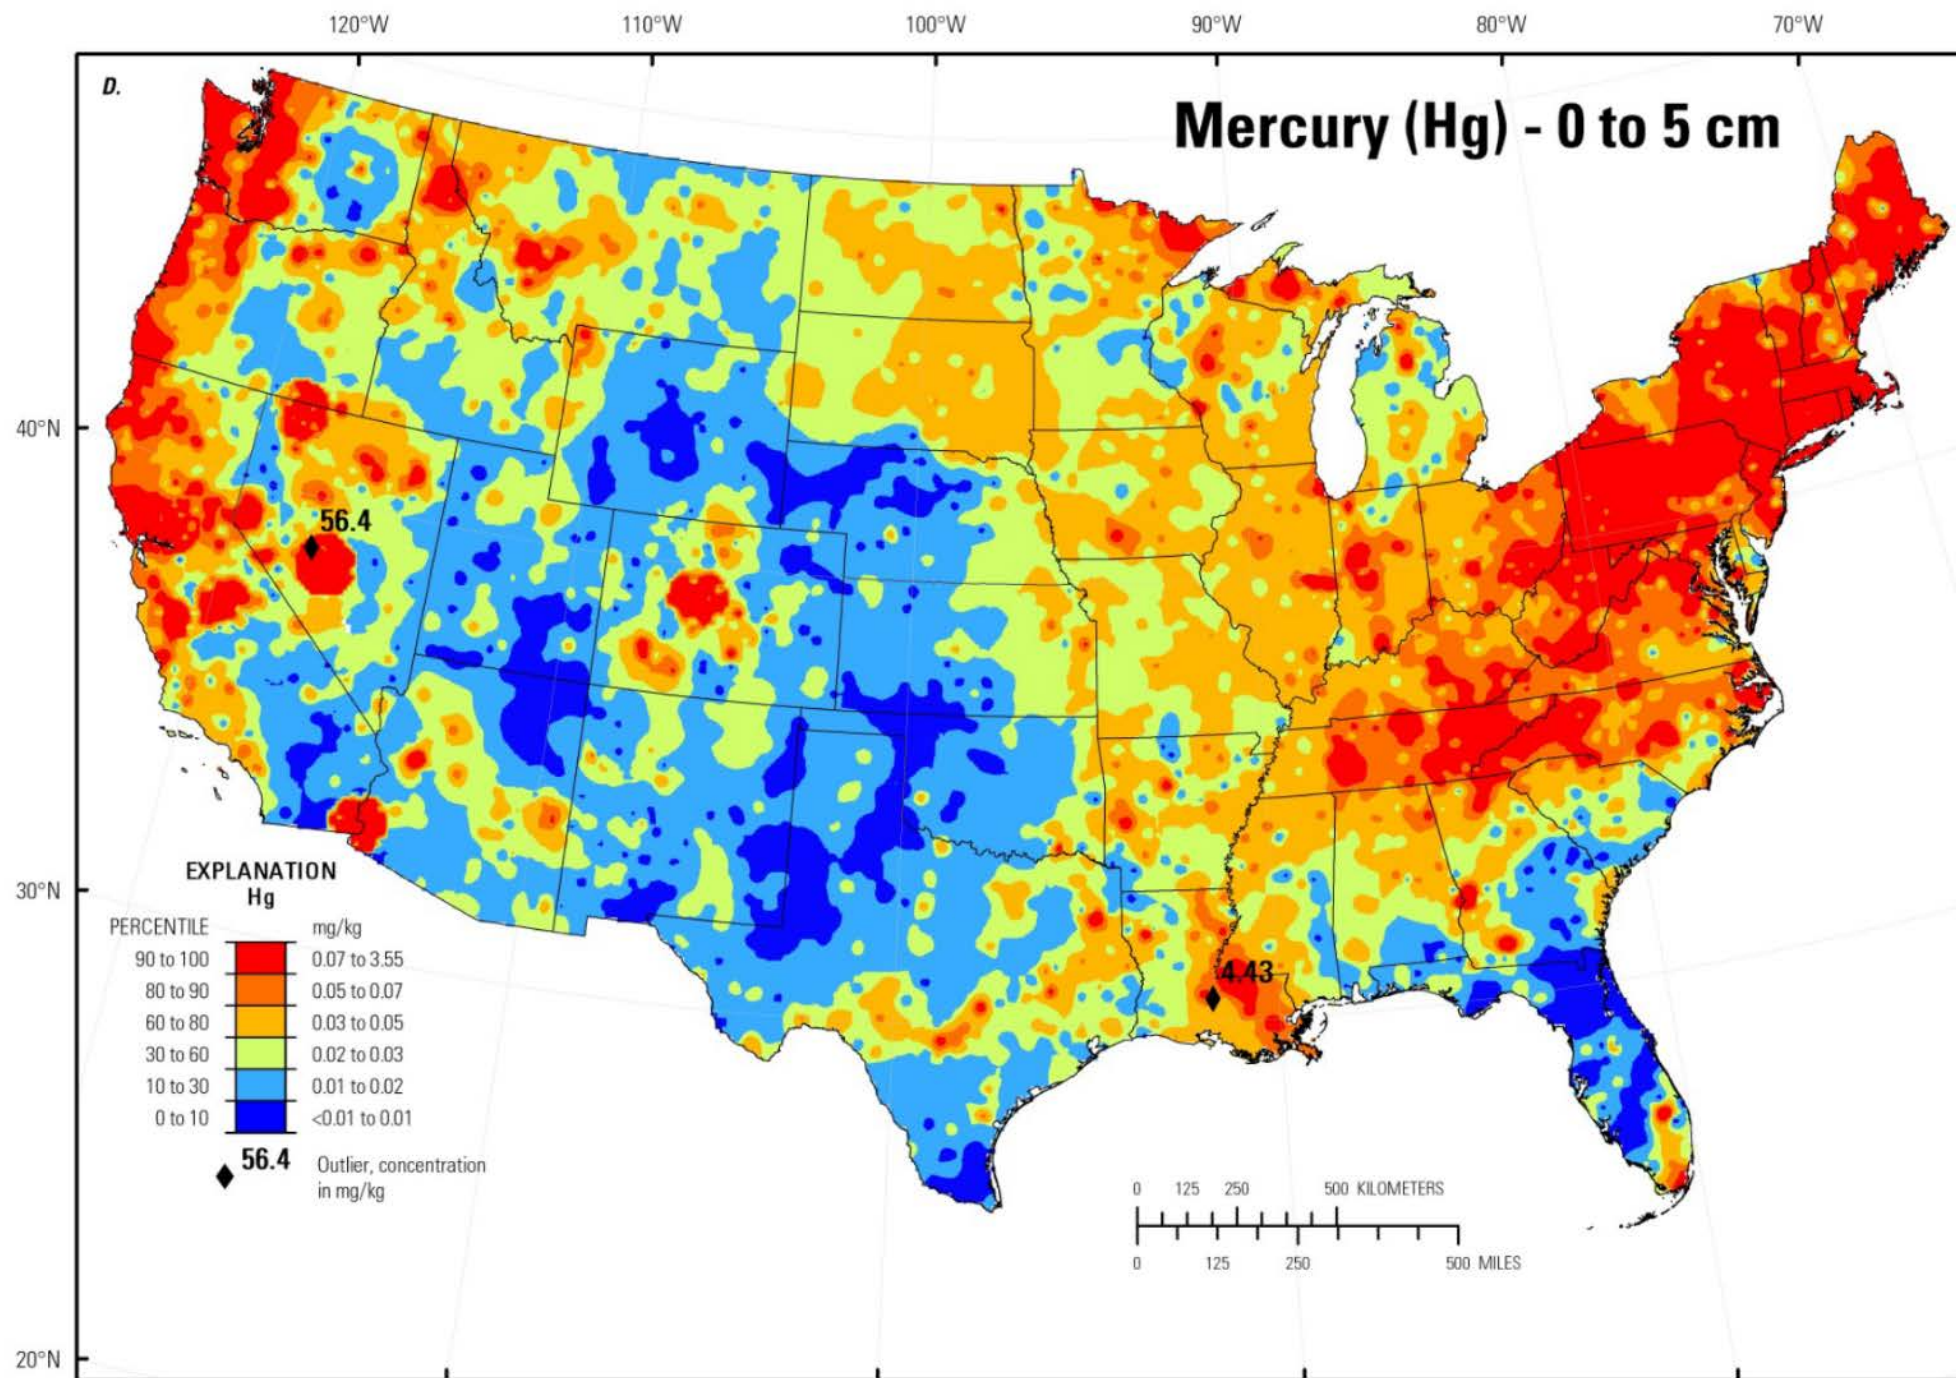 120°W 110°W 100°W 90°W 80°W 70°W
D.
Mercury (Hg) - 0 to 5 cm
40°N
56.4
30°N
4.43
EXPLANATION
Hg
PERCENTILE mg/kg
90 to 100 0.07 to 3.55
80 to 90 0.05 to 0.07
60 to 80 0.03 to 0.05
30 to 60 0.02 to 0.03
10 to 30 0.01 to 0.02
0 to 10 <0.01 to 0.01
56.4 Outlier, concentration
in mg/kg
0 125 250 500 KILOMETERS
0 125 250 500 MILES
20°N